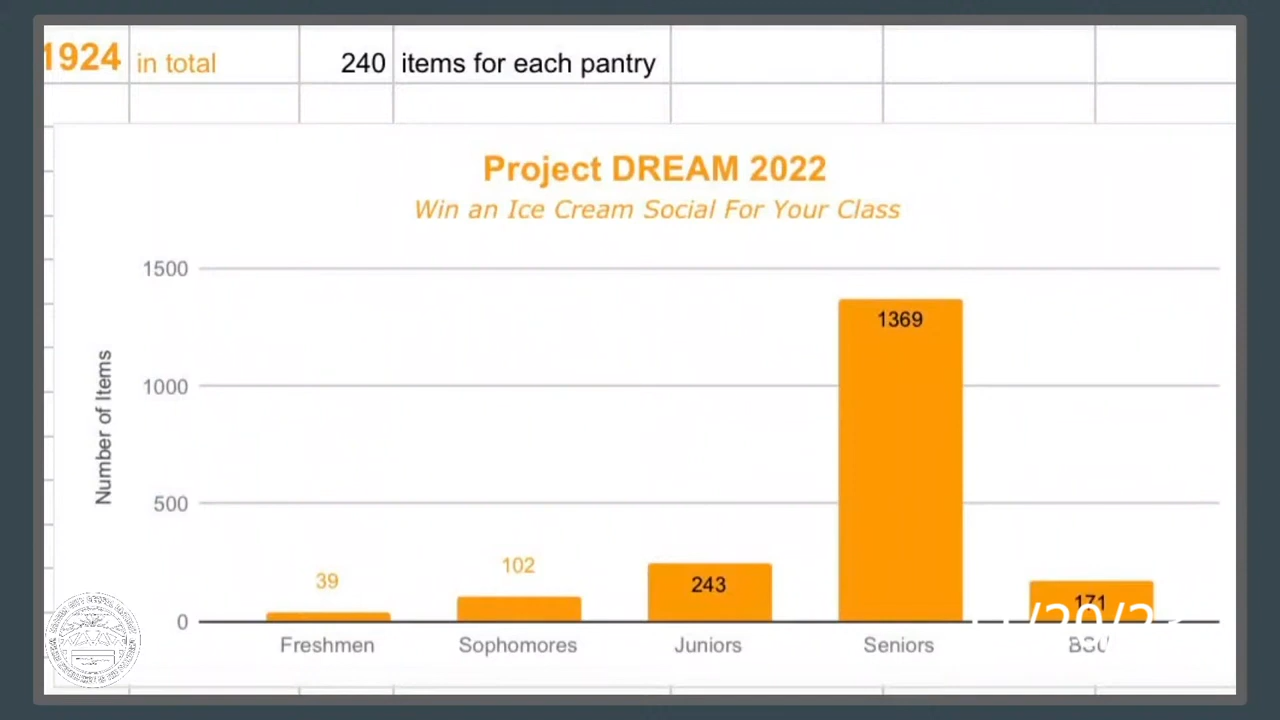 1924 in total 240 items for each pantry
Project DREAM 2022
Win an Ice Cream Social For Your Class
1500
1000
500
0
Number of Items
39
102
243
1369
171
Freshmen Sophomores Juniors Seniors